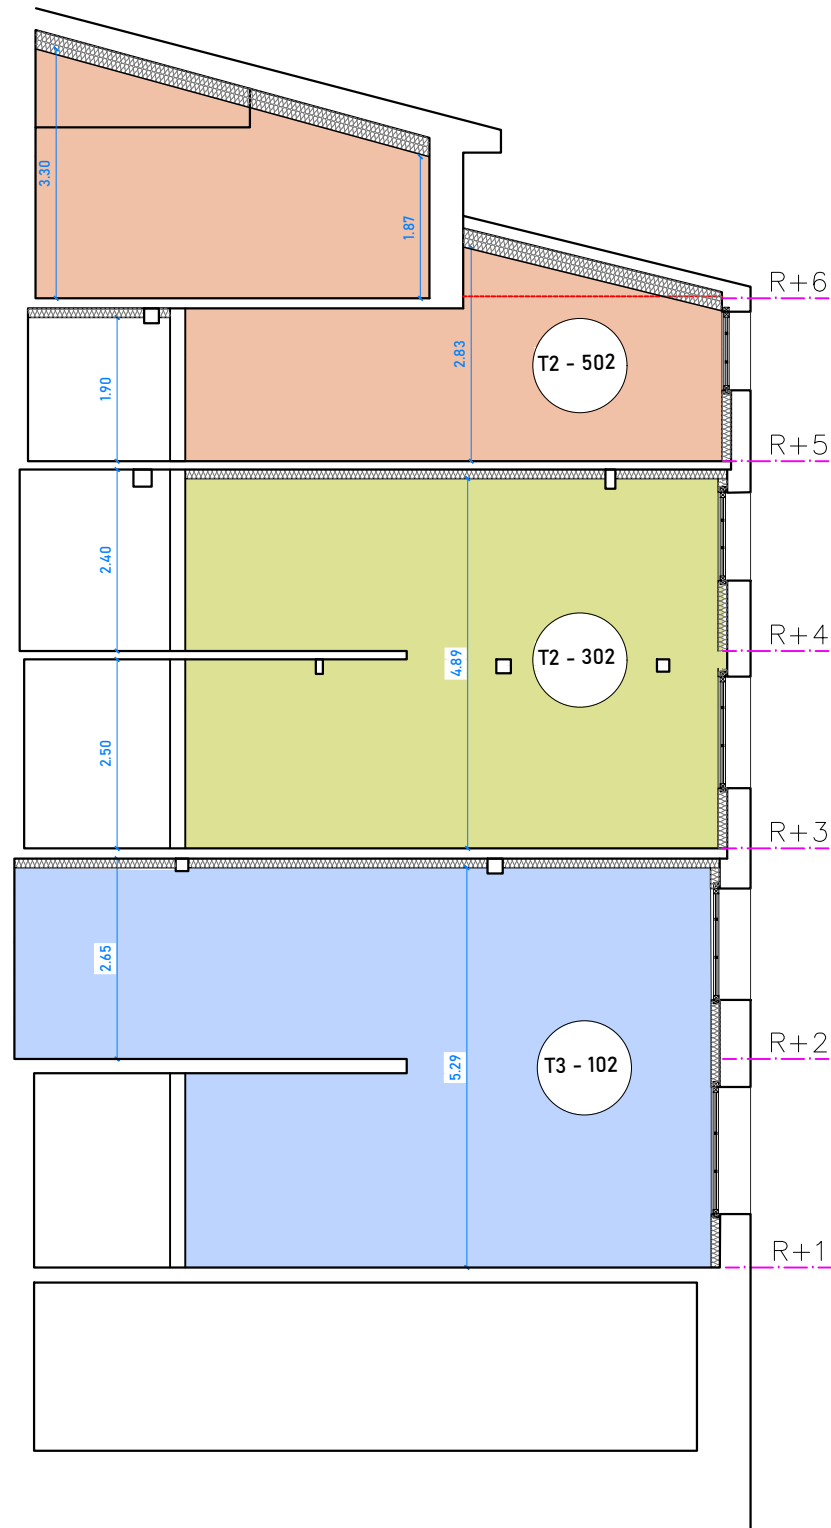 3.30
1.87
R+6
2.83
T2 - 502
1.90
R+5
2.40
R+4
T2 - 302
4.89
2.50
R+3
2.65
R+2
T3 - 102
5.29
R+1